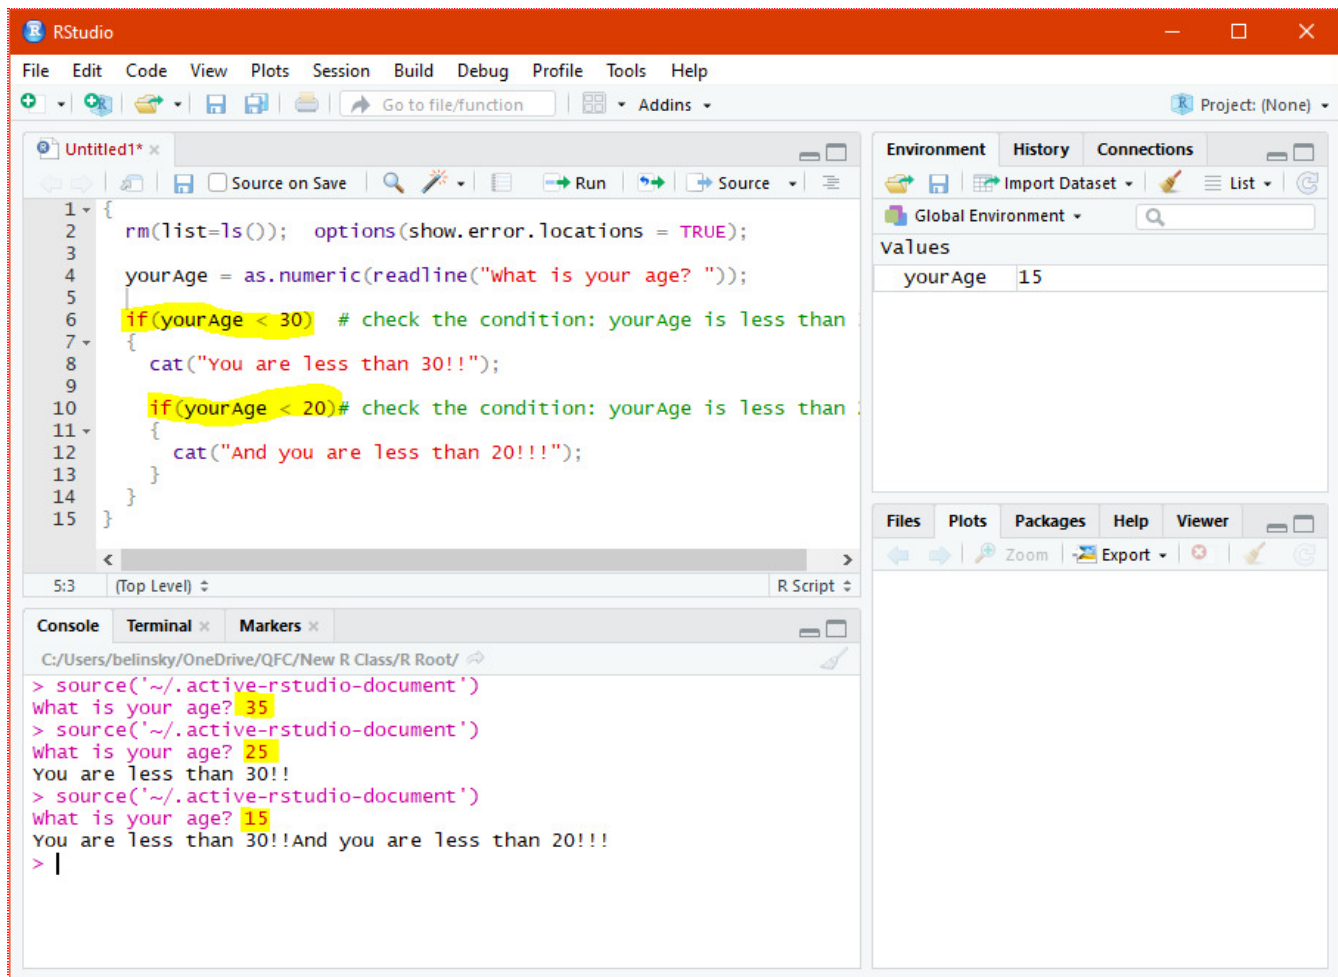 RStudio
File Edit Code View Plots Session Build Debug Profile Tools Help
Go to file/function Addins Project: (None)
Untitled1*
Source on Save Run Source
1 {
2 rm(list=ls()); options(show.error.locations = TRUE);
3
4 yourAge = as.numeric(readline("What is your age? "));
5
6 if(yourAge < 30) # check the condition: yourAge is less than
7 {
8 cat("You are less than 30!!");
9
10 if(yourAge < 20)# check the condition: yourAge is less than
11 {
12 cat("And you are less than 20!!!");
13 }
14 }
15 }
5:3 (Top Level) R Script
Console Terminal Markers
C:/Users/belinsky/OneDrive/QFC/New R Class/R Root/
> source('~/.active-rstudio-document')
What is your age? 35
> source('~/.active-rstudio-document')
What is your age? 25
You are less than 30!!
> source('~/.active-rstudio-document')
What is your age? 15
You are less than 30!!And you are less than 20!!!
>
Environment History Connections
Import Dataset List
Global Environment
Values
yourAge 15
Files Plots Packages Help Viewer
Zoom Export